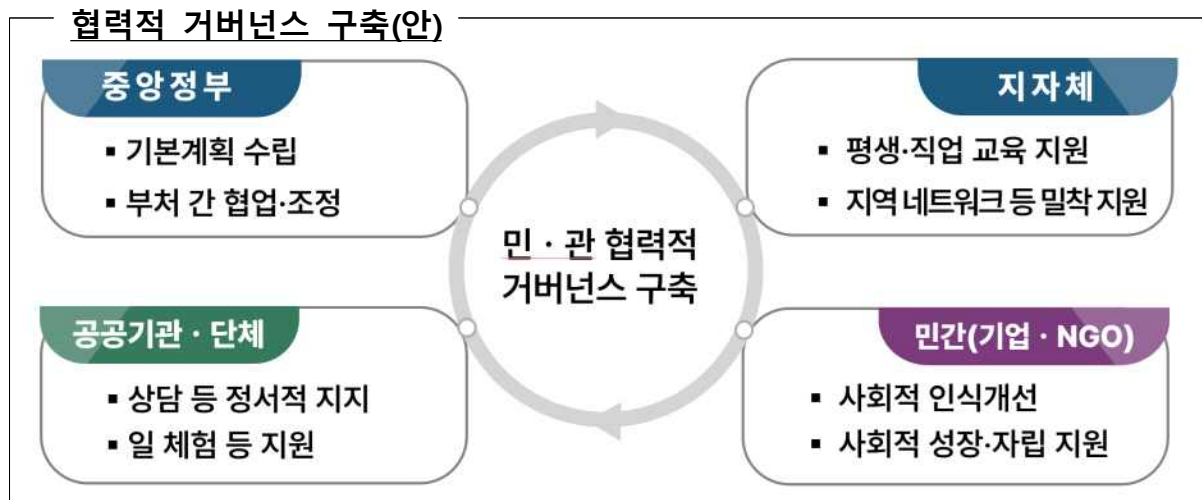 협력적 거버넌스 구축(안)
중앙정부
▪ 기본계획 수립
▪ 부처 간 협업·조정
지자체
▪ 평생·직업 교육 지원
▪ 지역 네트워크 등 밀착 지원
민 · 관 협력적
거버넌스 구축
공공기관 · 단체
▪ 상담 등 정서적 지지
▪ 일 체험 등 지원
민간(기업 · NGO)
▪ 사회적 인식개선
▪ 사회적 성장·자립 지원